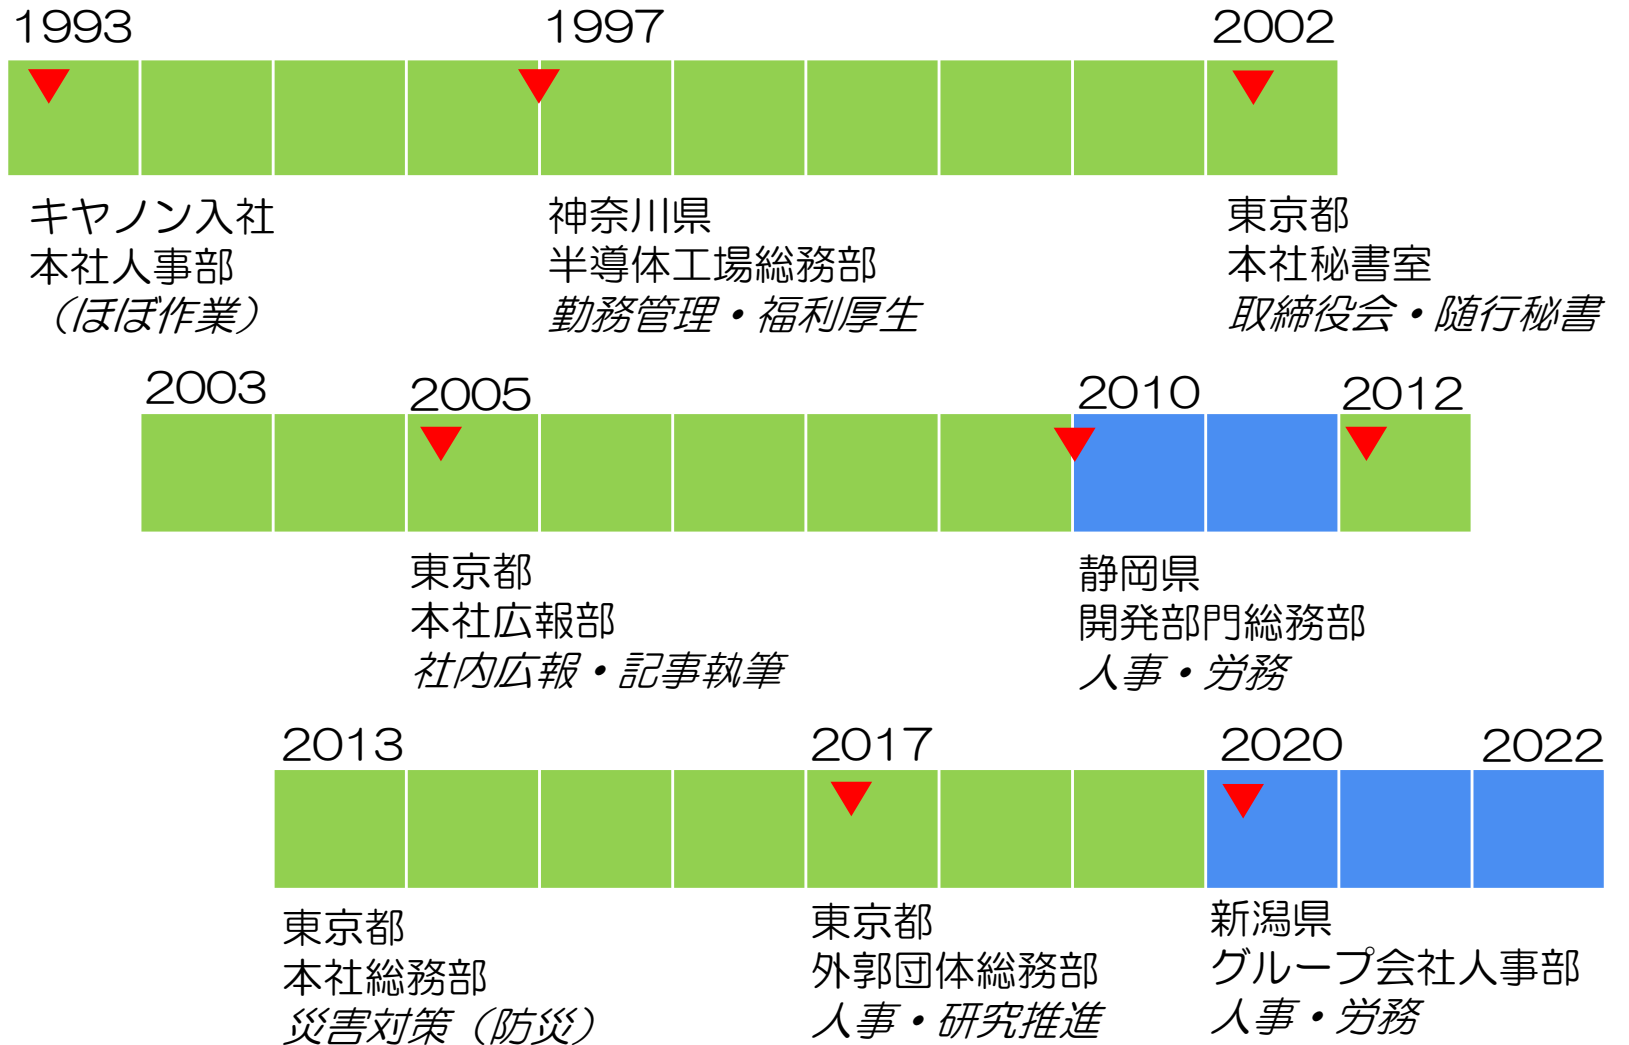 1993
1997
2002
キヤノン入社
本社人事部
（ほぼ作業）
神奈川県
半導体工場総務部
勤務管理・福利厚生
東京都
本社秘書室
取締役会・随行秘書
2003
2005
2010
2012
東京都
本社広報部
社内広報・記事執筆
静岡県
開発部門総務部
人事・労務
2013
2017
2020
2022
東京都
本社総務部
災害対策（防災）
東京都
外郭団体総務部
人事・研究推進
新潟県
グループ会社人事部
人事・労務